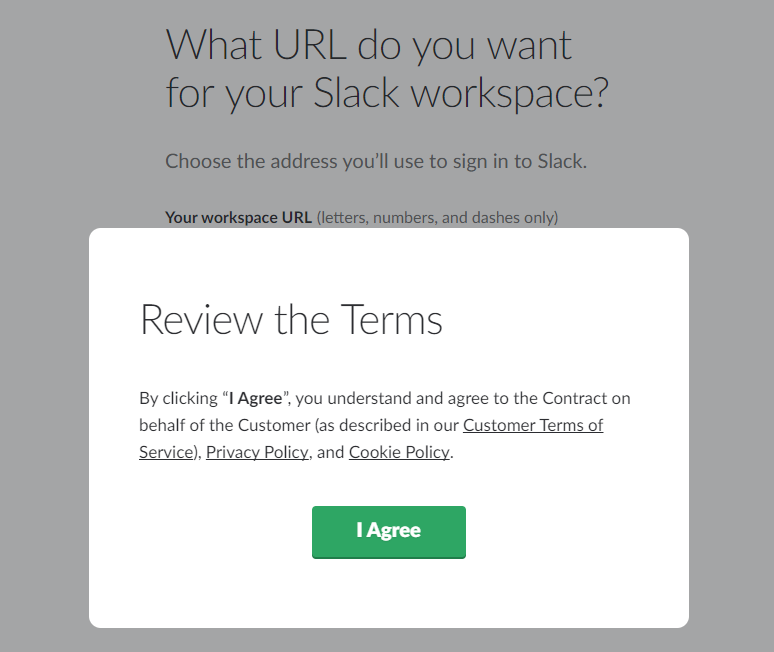 What URL do you want
for your Slack workspace?
Choose the address you’ll use to sign in to Slack.
Your workspace URL (letters, numbers, and dashes only)
Review the Terms
By clicking “I Agree”, you understand and agree to the Contract on
behalf of the Customer (as described in our Customer Terms of
Service), Privacy Policy, and Cookie Policy.
I Agree